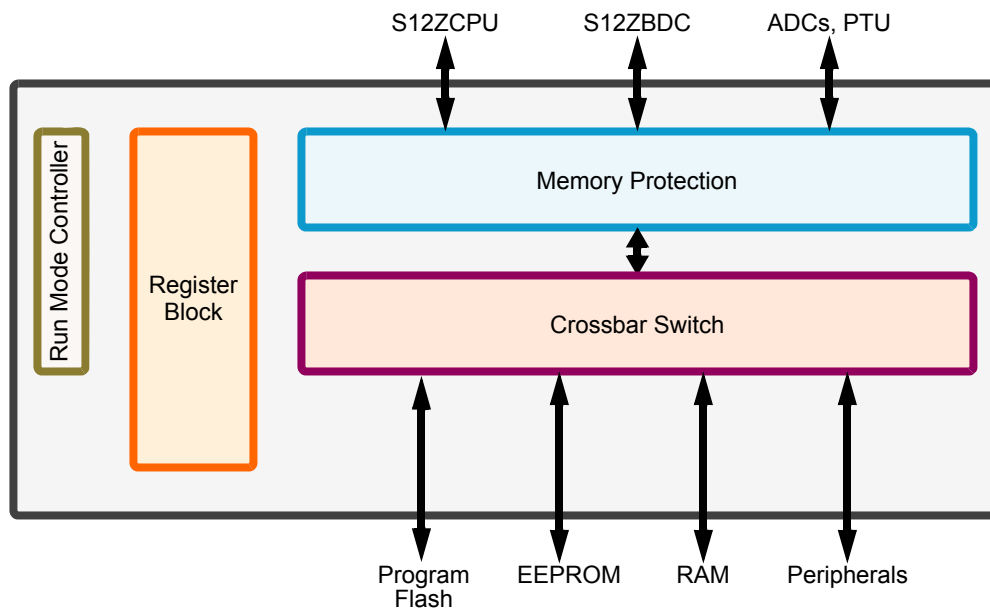 S12ZCPU
S12ZBDC
ADCs, PTU
Run Mode Controller
Register
Block
Memory Protection
Crossbar Switch
Program
Flash
EEPROM
RAM
Peripherals